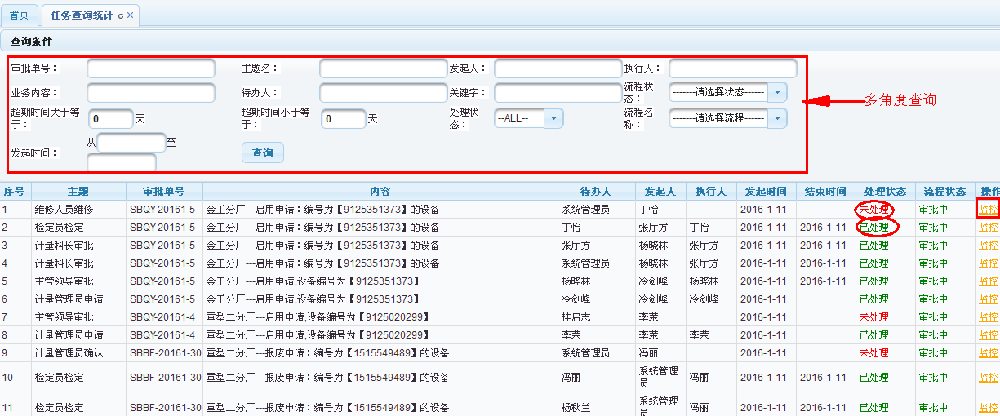 首页 任务查询统计
查询条件
审批单号： 主题名： 发起人： 执行人：
业务内容： 待办人： 关键字： 流程状态： -------请选择状态------ 多角度查询
超期时间大于等于： 0 天 超期时间小于等于： 0 天 处理状态： --ALL-- 流程名称： -------请选择流程------
发起时间： 从 至 查询
序号 主题 审批单号 内容 待办人 发起人 执行人 发起时间 结束时间 处理状态 流程状态 操作
1 维修人员维修 SBQY-20161-5 金工分厂---启用申请：编号为【9125351373】的设备 系统管理员 丁怡 2016-1-11 未处理 审批中 监控
2 检定员检定 SBQY-20161-5 金工分厂---启用申请：编号为【9125351373】的设备 丁怡 张厅方 丁怡 2016-1-11 2016-1-11 已处理 审批中 监控
3 计量科长审批 SBQY-20161-5 金工分厂---启用申请：编号为【9125351373】的设备 张厅方 杨晓林 张厅方 2016-1-11 2016-1-11 已处理 审批中 监控
4 计量科长审批 SBQY-20161-5 金工分厂---启用申请：编号为【9125351373】的设备 系统管理员 杨晓林 张厅方 2016-1-11 2016-1-11 已处理 审批中 监控
5 主管领导审批 SBQY-20161-5 金工分厂---启用申请,设备编号为【9125351373】 杨晓林 冷剑峰 杨晓林 2016-1-11 2016-1-11 已处理 审批中 监控
6 计量管理员申请 SBQY-20161-5 金工分厂---启用申请,设备编号为【9125351373】 冷剑峰 冷剑峰 冷剑峰 2016-1-11 已处理 审批中 监控
7 主管领导审批 SBQY-20161-4 重型二分厂---启用申请,设备编号为【9125020299】 桂启志 李荣 2016-1-11 未处理 审批中 监控
8 计量管理员申请 SBQY-20161-4 重型二分厂---启用申请,设备编号为【9125020299】 李荣 李荣 李荣 2016-1-11 已处理 审批中 监控
9 计量管理员确认 SBBF-20161-30 重型二分厂---报废申请：编号为【1515549489】的设备 系统管理员 冯丽 2016-1-11 未处理 审批中 监控
10 检定员检定 SBBF-20161-30 重型二分厂---报废申请：编号为【1515549489】的设备 冯丽 系统管理员 冯丽 2016-1-11 2016-1-11 已处理 审批中 监控
11 检定员检定 SBBF-20161-30 重型二分厂---报废申请：编号为【1515549489】的设备 杨秋兰 系统管理员 冯丽 2016-1-11 2016-1-11 已处理 审批中 监控